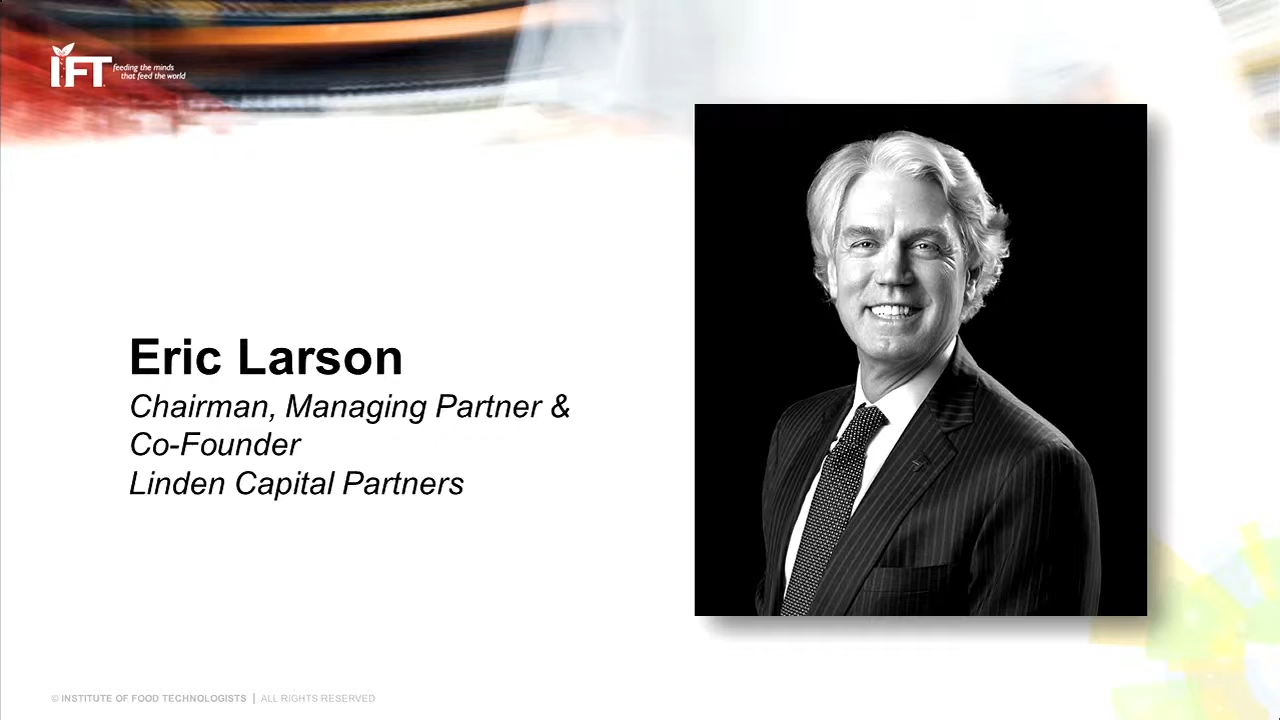 IFT
feeding the minds
that feed the world
Eric Larson
Chairman, Managing Partner &
Co-Founder
Linden Capital Partners
© INSTITUTE OF FOOD TECHNOLOGISTS | ALL RIGHTS RESERVED